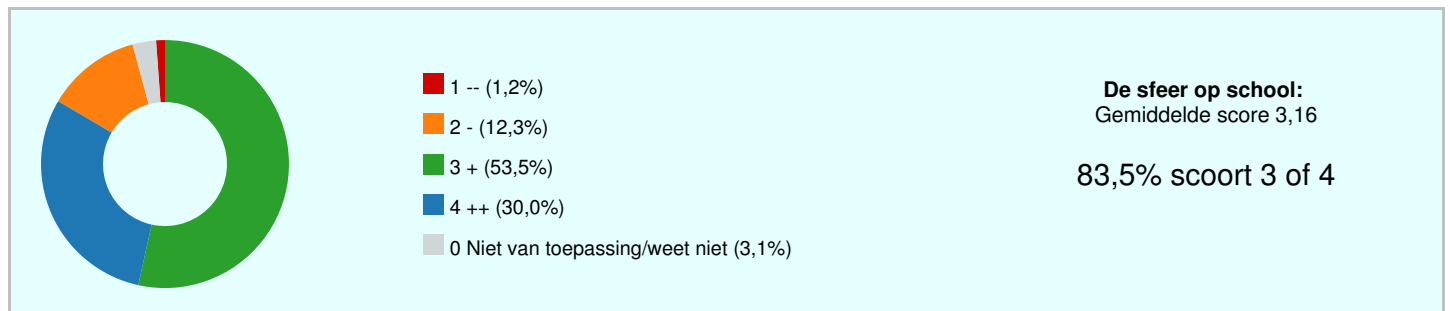 1 -- (1,2%)
2 - (12,3%)
3 + (53,5%)
4 ++ (30,0%)
0 Niet van toepassing/weet niet (3,1%)
De sfeer op school:
Gemiddelde score 3,16
83,5% scoort 3 of 4